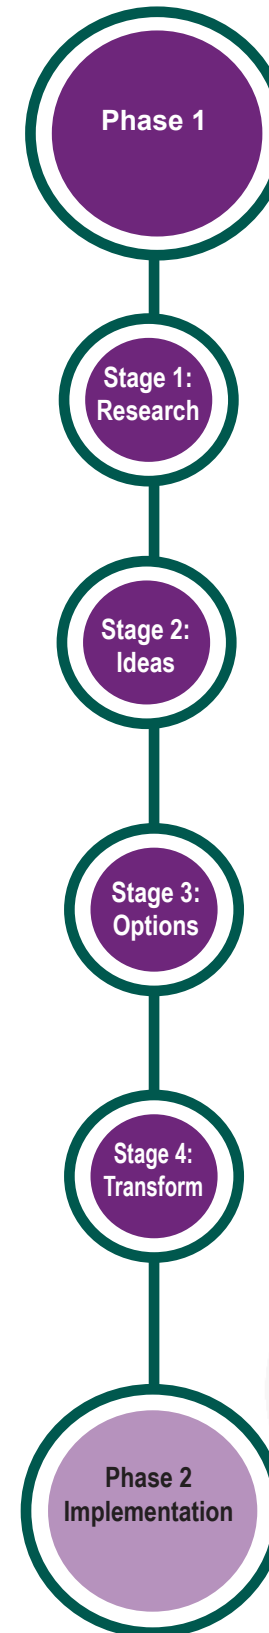 Phase 1
Stage 1:
Research
Stage 2:
Ideas
Stage 3:
Options
Stage 4:
Transform
Phase 2
Implementation